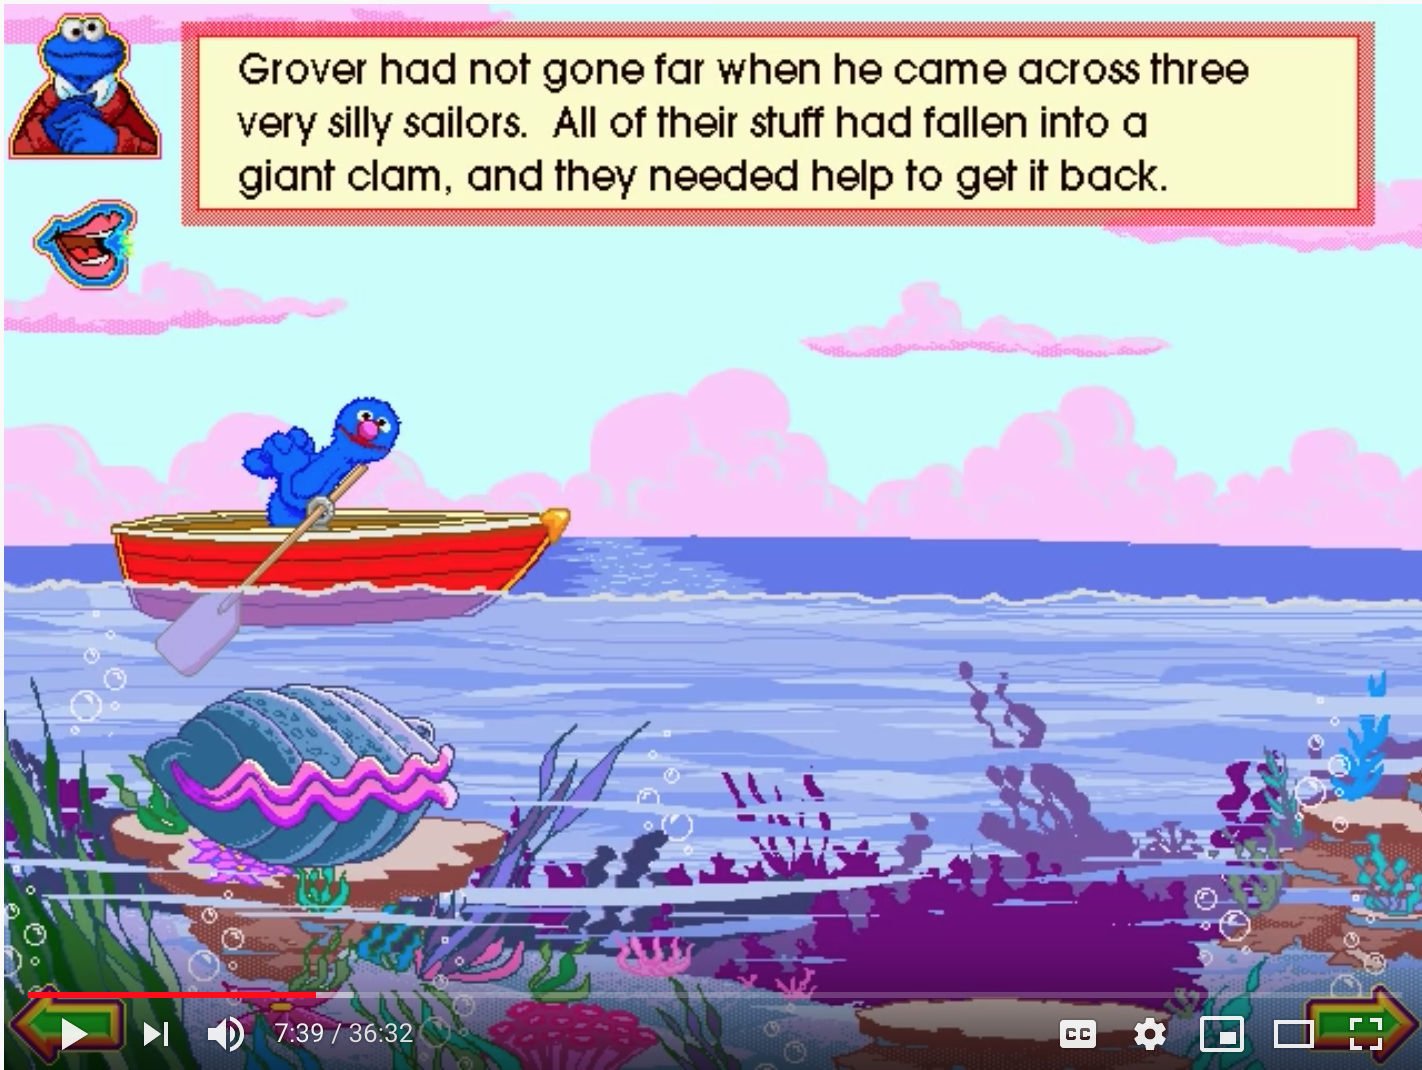 Grover had not gone far when he came across three
very silly sailors.  All of their stuff had fallen into a
giant clam, and they needed help to get it back.
7:39 / 36:32
CC